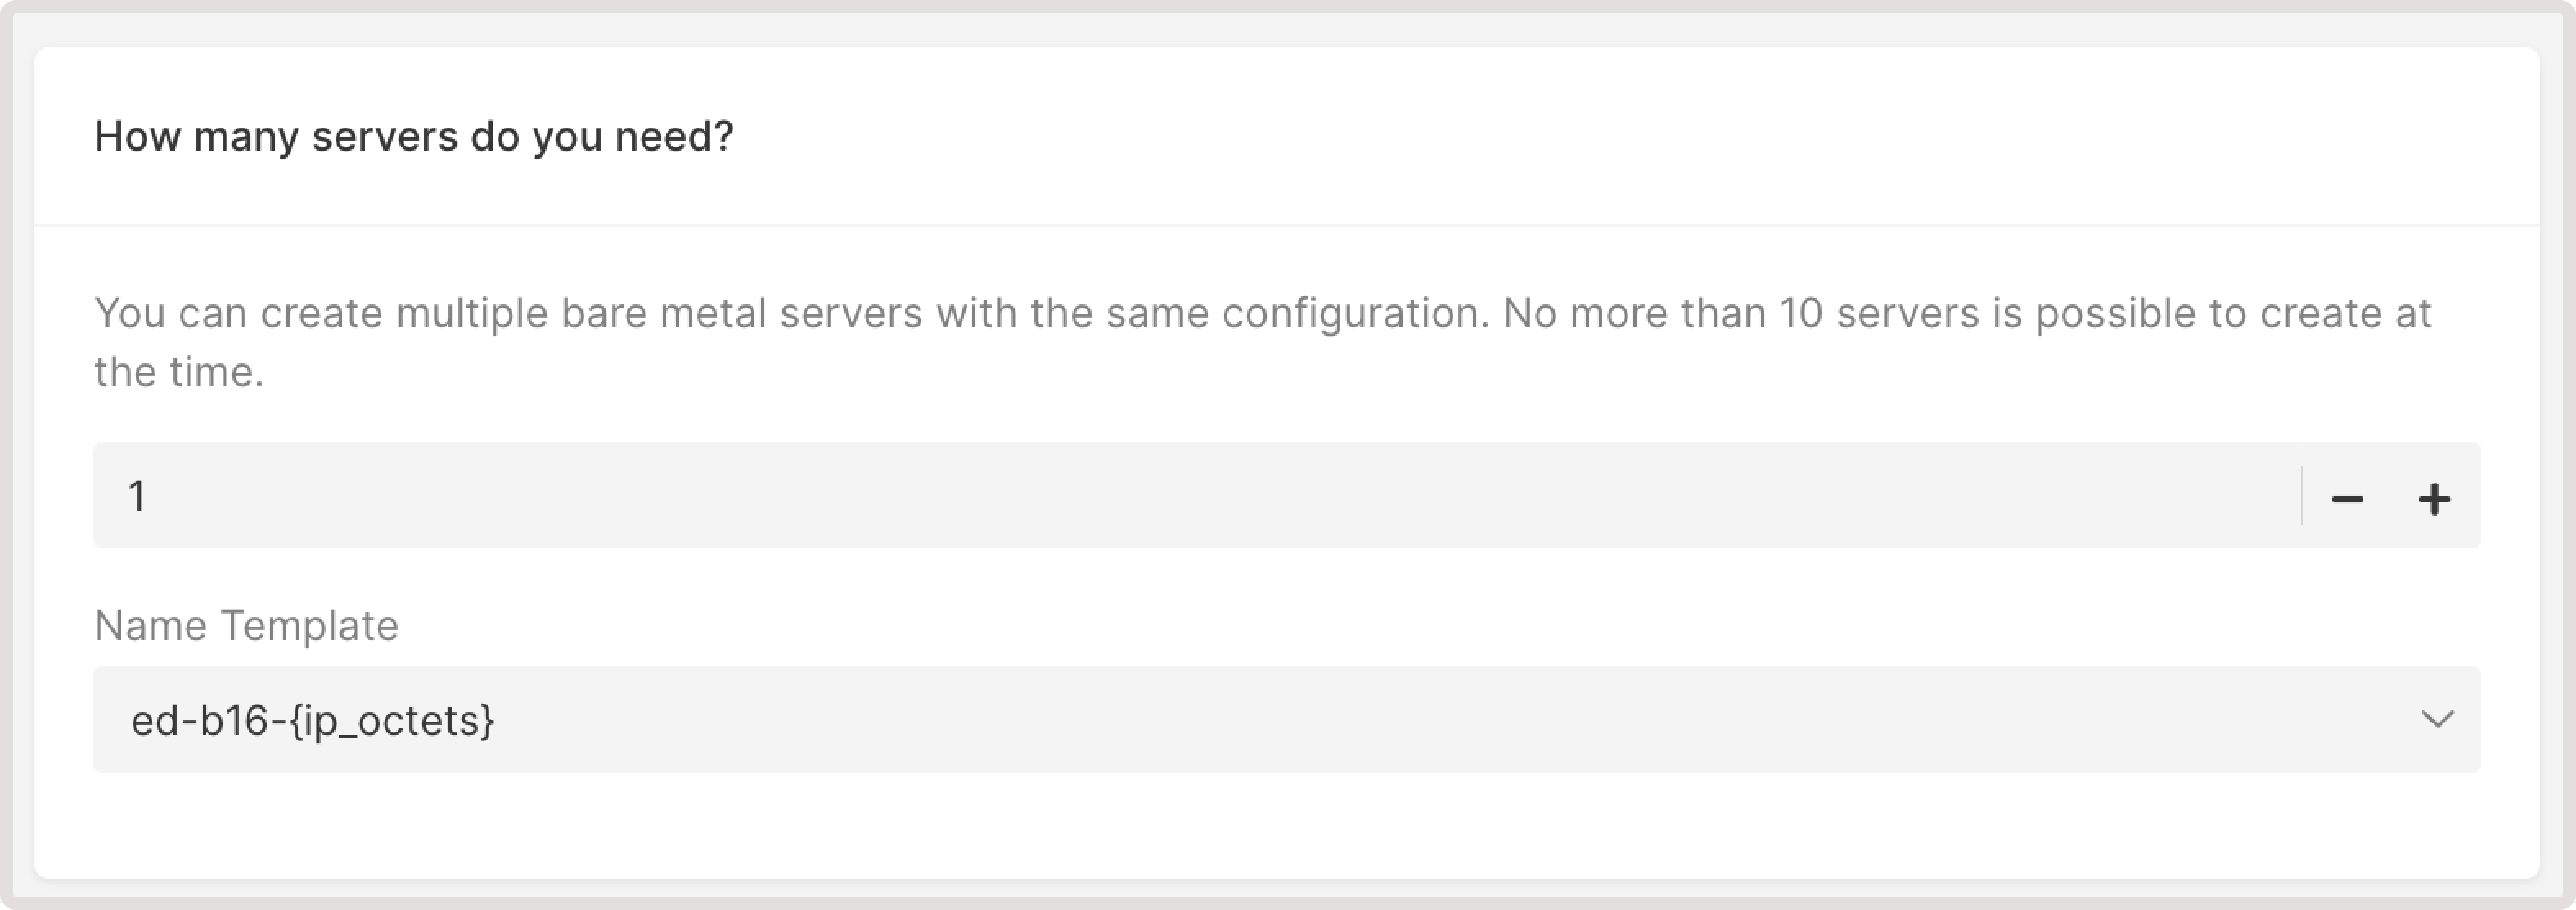 How many servers do you need?
You can create multiple bare metal servers with the same configuration. No more than 10 servers is possible to create at
the time.
1
Name Template
ed-b16-{ip_octets}